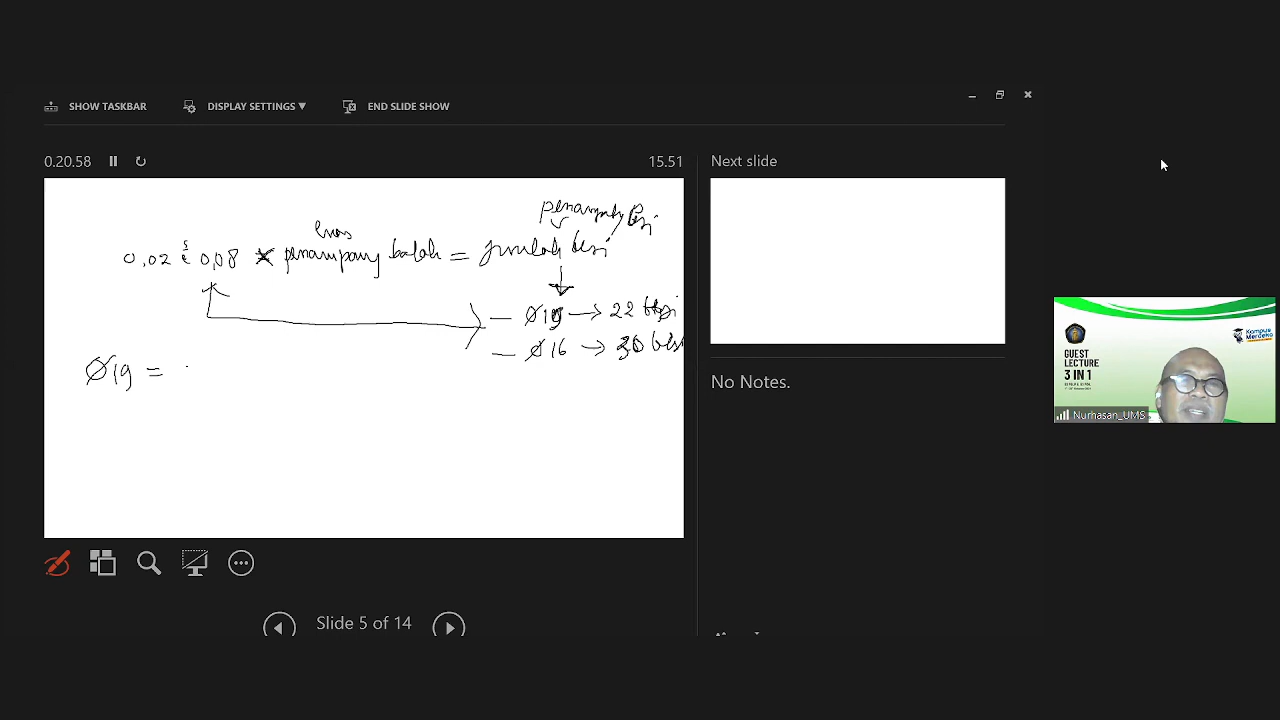 SHOW TASKBAR
DISPLAY SETTINGS ▼
END SLIDE SHOW
0.20.58
15.51
Next slide
penampang besi
luas
0,02 s 0,08 x penampang balok = jumlah besi
- Ø19 → 22 besi
- Ø16 → 30 besi
Ø19 =
No Notes.
GUEST
LECTURE
3 IN 1
Kampus
Merdeka
Nurhasan_UMS
Slide 5 of 14